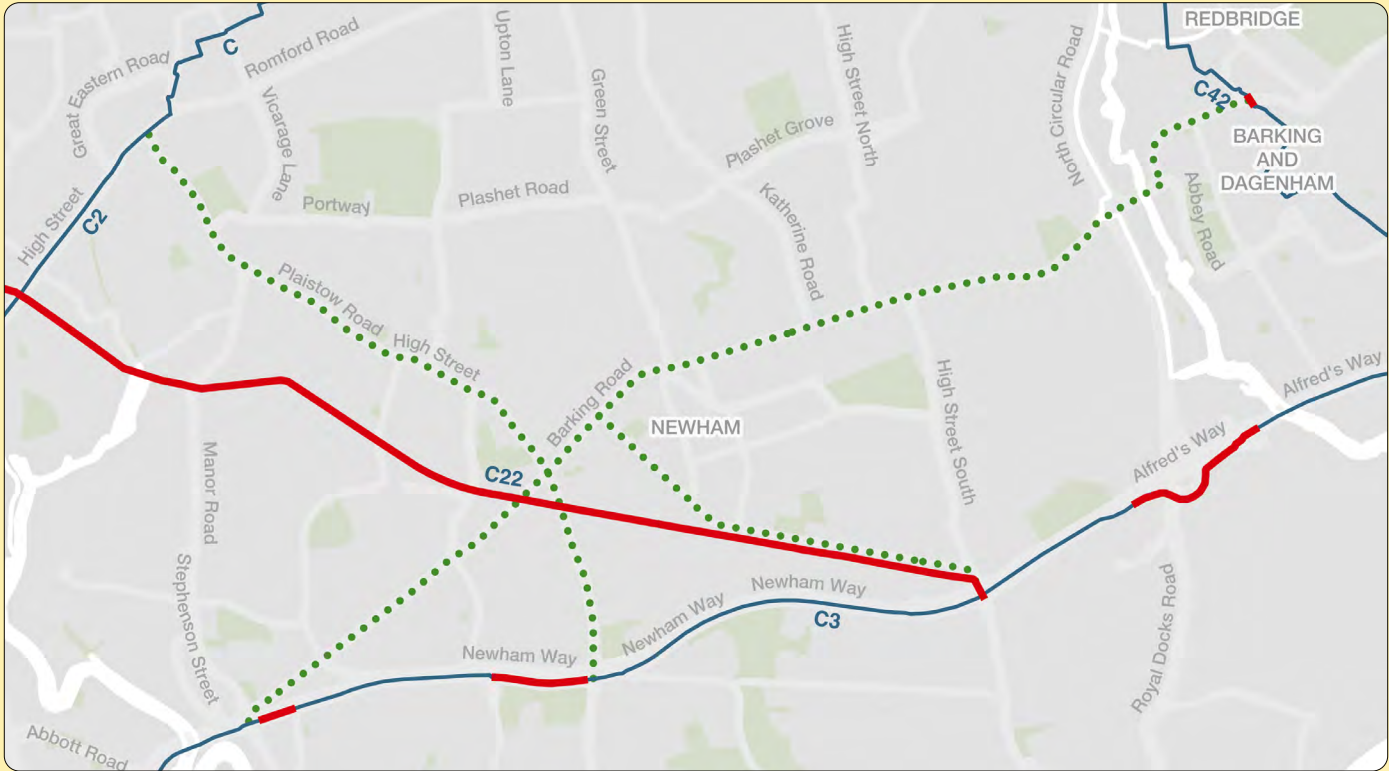 REDBRIDGE
C
Romford Road
Great Eastern Road
Upton Lane
High Street North
North Circular Road
Green Street
Vicarage Lane
C42
Plashet Grove
BARKING
AND
DAGENHAM
Portway
Plashet Road
Katherine Road
Abbey Road
High Street
C2
Plaistow Road
High Street
Barking Road
NEWHAM
High Street South
Alfred's Way
Alfred's Way
C22
Manor Road
Stephenson Street
Newham Way
Newham Way
C3
Newham Way
Royal Docks Road
Abbott Road